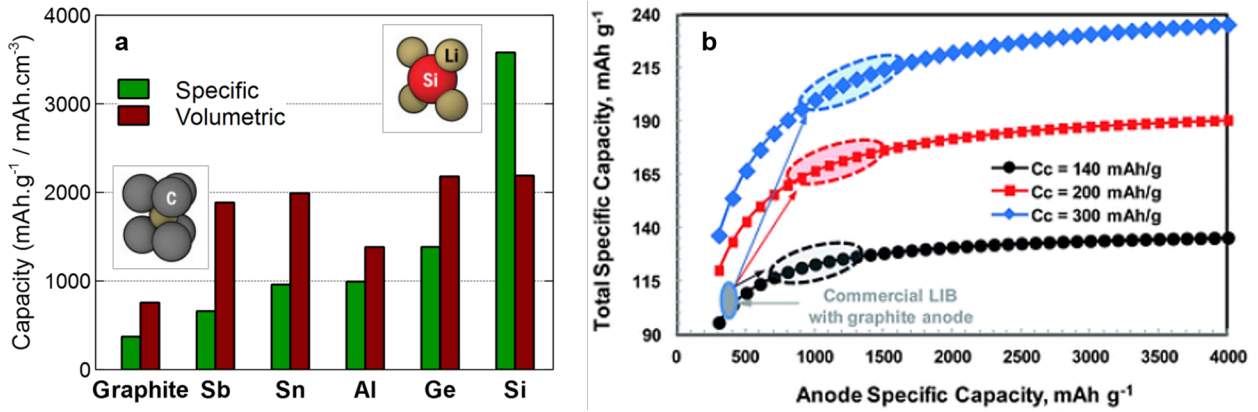 a
Capacity (mAh.g-1 / mAh.cm-3)
4000
3000
2000
1000
0
Specific
Volumetric
Li
Si
C
Graphite Sb Sn Al Ge Si
b
Total Specific Capacity, mAh g-1
240
215
190
165
140
115
90
Cc = 140 mAh/g
Cc = 200 mAh/g
Cc = 300 mAh/g
Commercial LIB
with graphite anode
0 500 1000 1500 2000 2500 3000 3500 4000
Anode Specific Capacity, mAh g-1